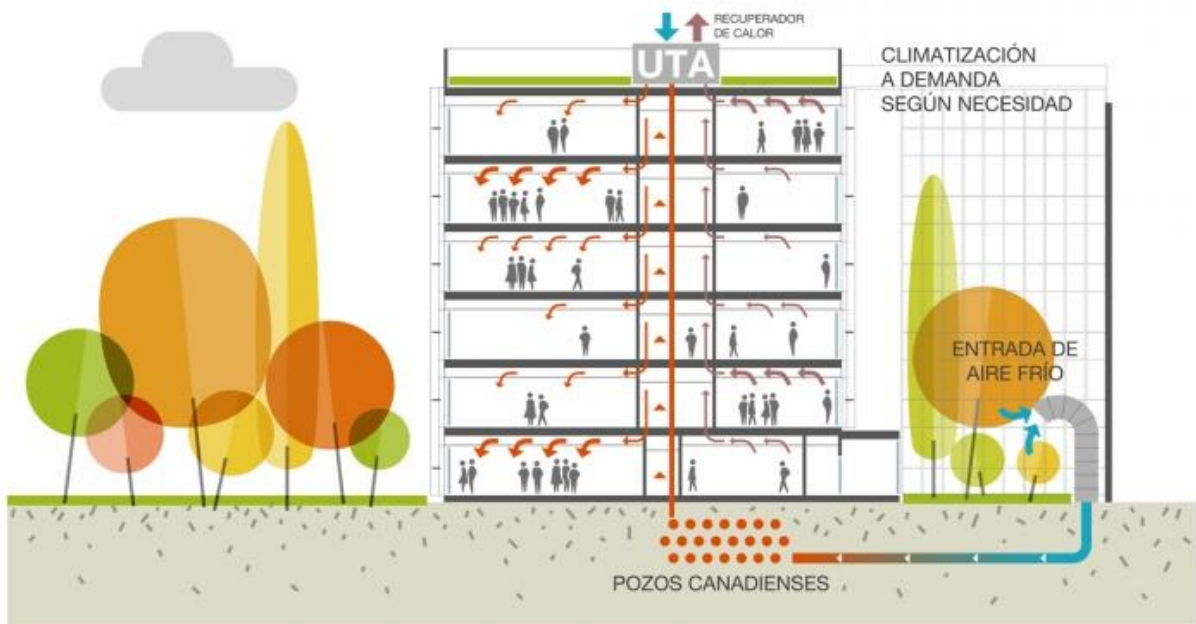 RECUPERADOR
DE CALOR
UTA
CLIMATIZACIÓN
A DEMANDA
SEGÚN NECESIDAD
ENTRADA DE
AIRE FRÍO
POZOS CANADIENSES